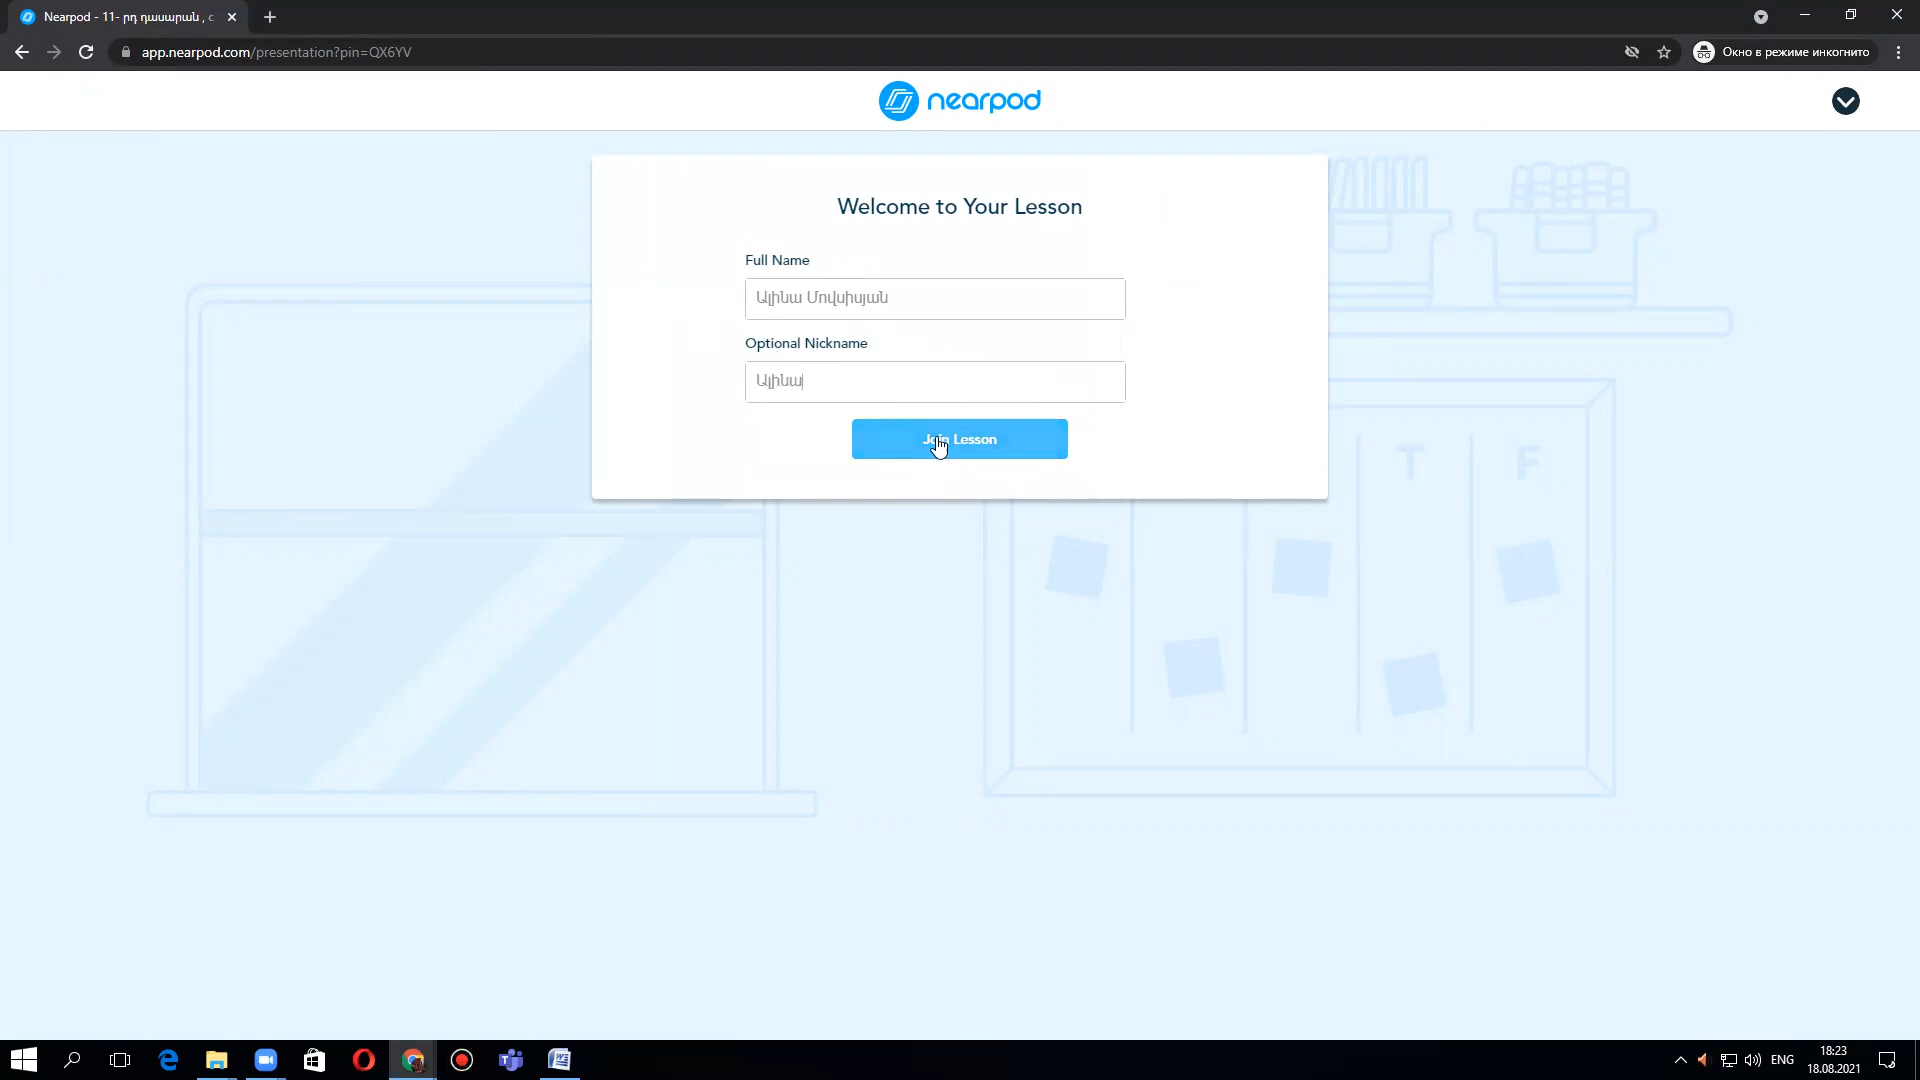 Nearpod - 11- րդ դասարան , с
app.nearpod.com/presentation?pin=QX6YV
Окно в режиме инкогнито
nearpod
Welcome to Your Lesson
Full Name
Ալինա Մովսիսյան
Optional Nickname
Ալինա
Join Lesson
T F
ENG
18:23
18.08.2021